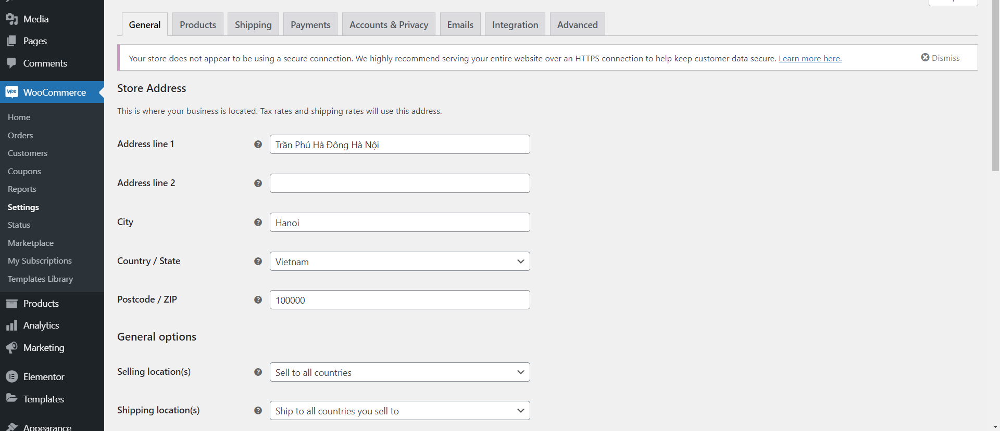 Media
Pages
Comments
WooCommerce
Home
Orders
Customers
Coupons
Reports
Settings
Status
Marketplace
My Subscriptions
Templates Library
Products
Analytics
Marketing
Elementor
Templates
Appearance
General Products Shipping Payments Accounts & Privacy Emails Integration Advanced
Your store does not appear to be using a secure connection. We highly recommend serving your entire website over an HTTPS connection to help keep customer data secure. Learn more here. Dismiss
Store Address
This is where your business is located. Tax rates and shipping rates will use this address.
Address line 1 Trần Phú Hà Đông Hà Nội
Address line 2
City Hanoi
Country / State Vietnam
Postcode / ZIP 100000
General options
Selling location(s) Sell to all countries
Shipping location(s) Ship to all countries you sell to